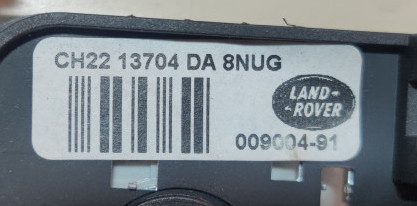 CH22 13704 DA 8NUG
LAND-
-ROVER
009004-91